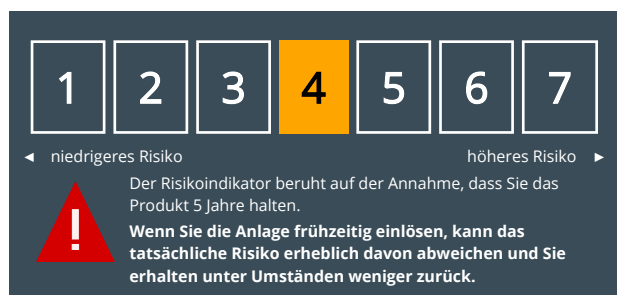 1 2 3 4 5 6 7
◄ niedrigeres Risiko höheres Risiko ►
Der Risikoindikator beruht auf der Annahme, dass Sie das
Produkt 5 Jahre halten.
!
Wenn Sie die Anlage frühzeitig einlösen, kann das
tatsächliche Risiko erheblich davon abweichen und Sie
erhalten unter Umständen weniger zurück.